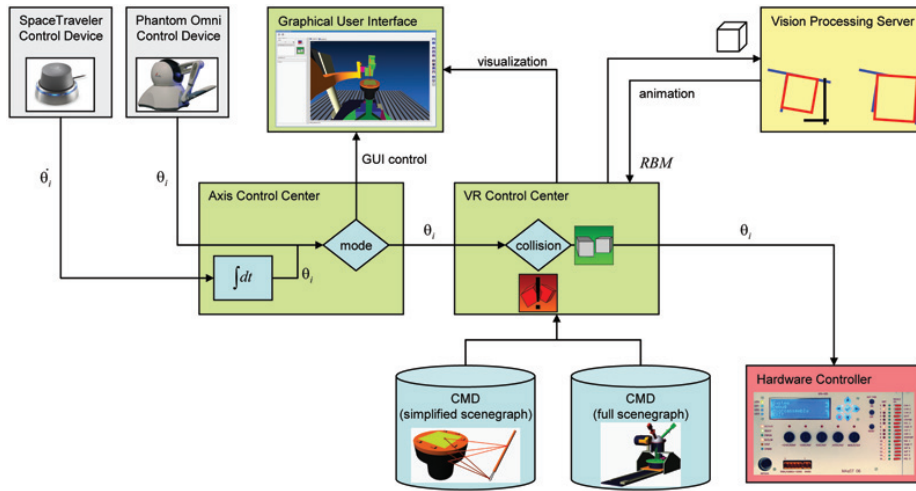 SpaceTraveler
Control Device
Phantom Omni
Control Device
Graphical User Interface
Vision Processing Server
visualization
animation
RBM
GUI control
θ̇i
θi
Axis Control Center
mode
∫dt
θi
θi
VR Control Center
collision
θi
CMD
(simplified scenegraph)
CMD
(full scenegraph)
Hardware Controller